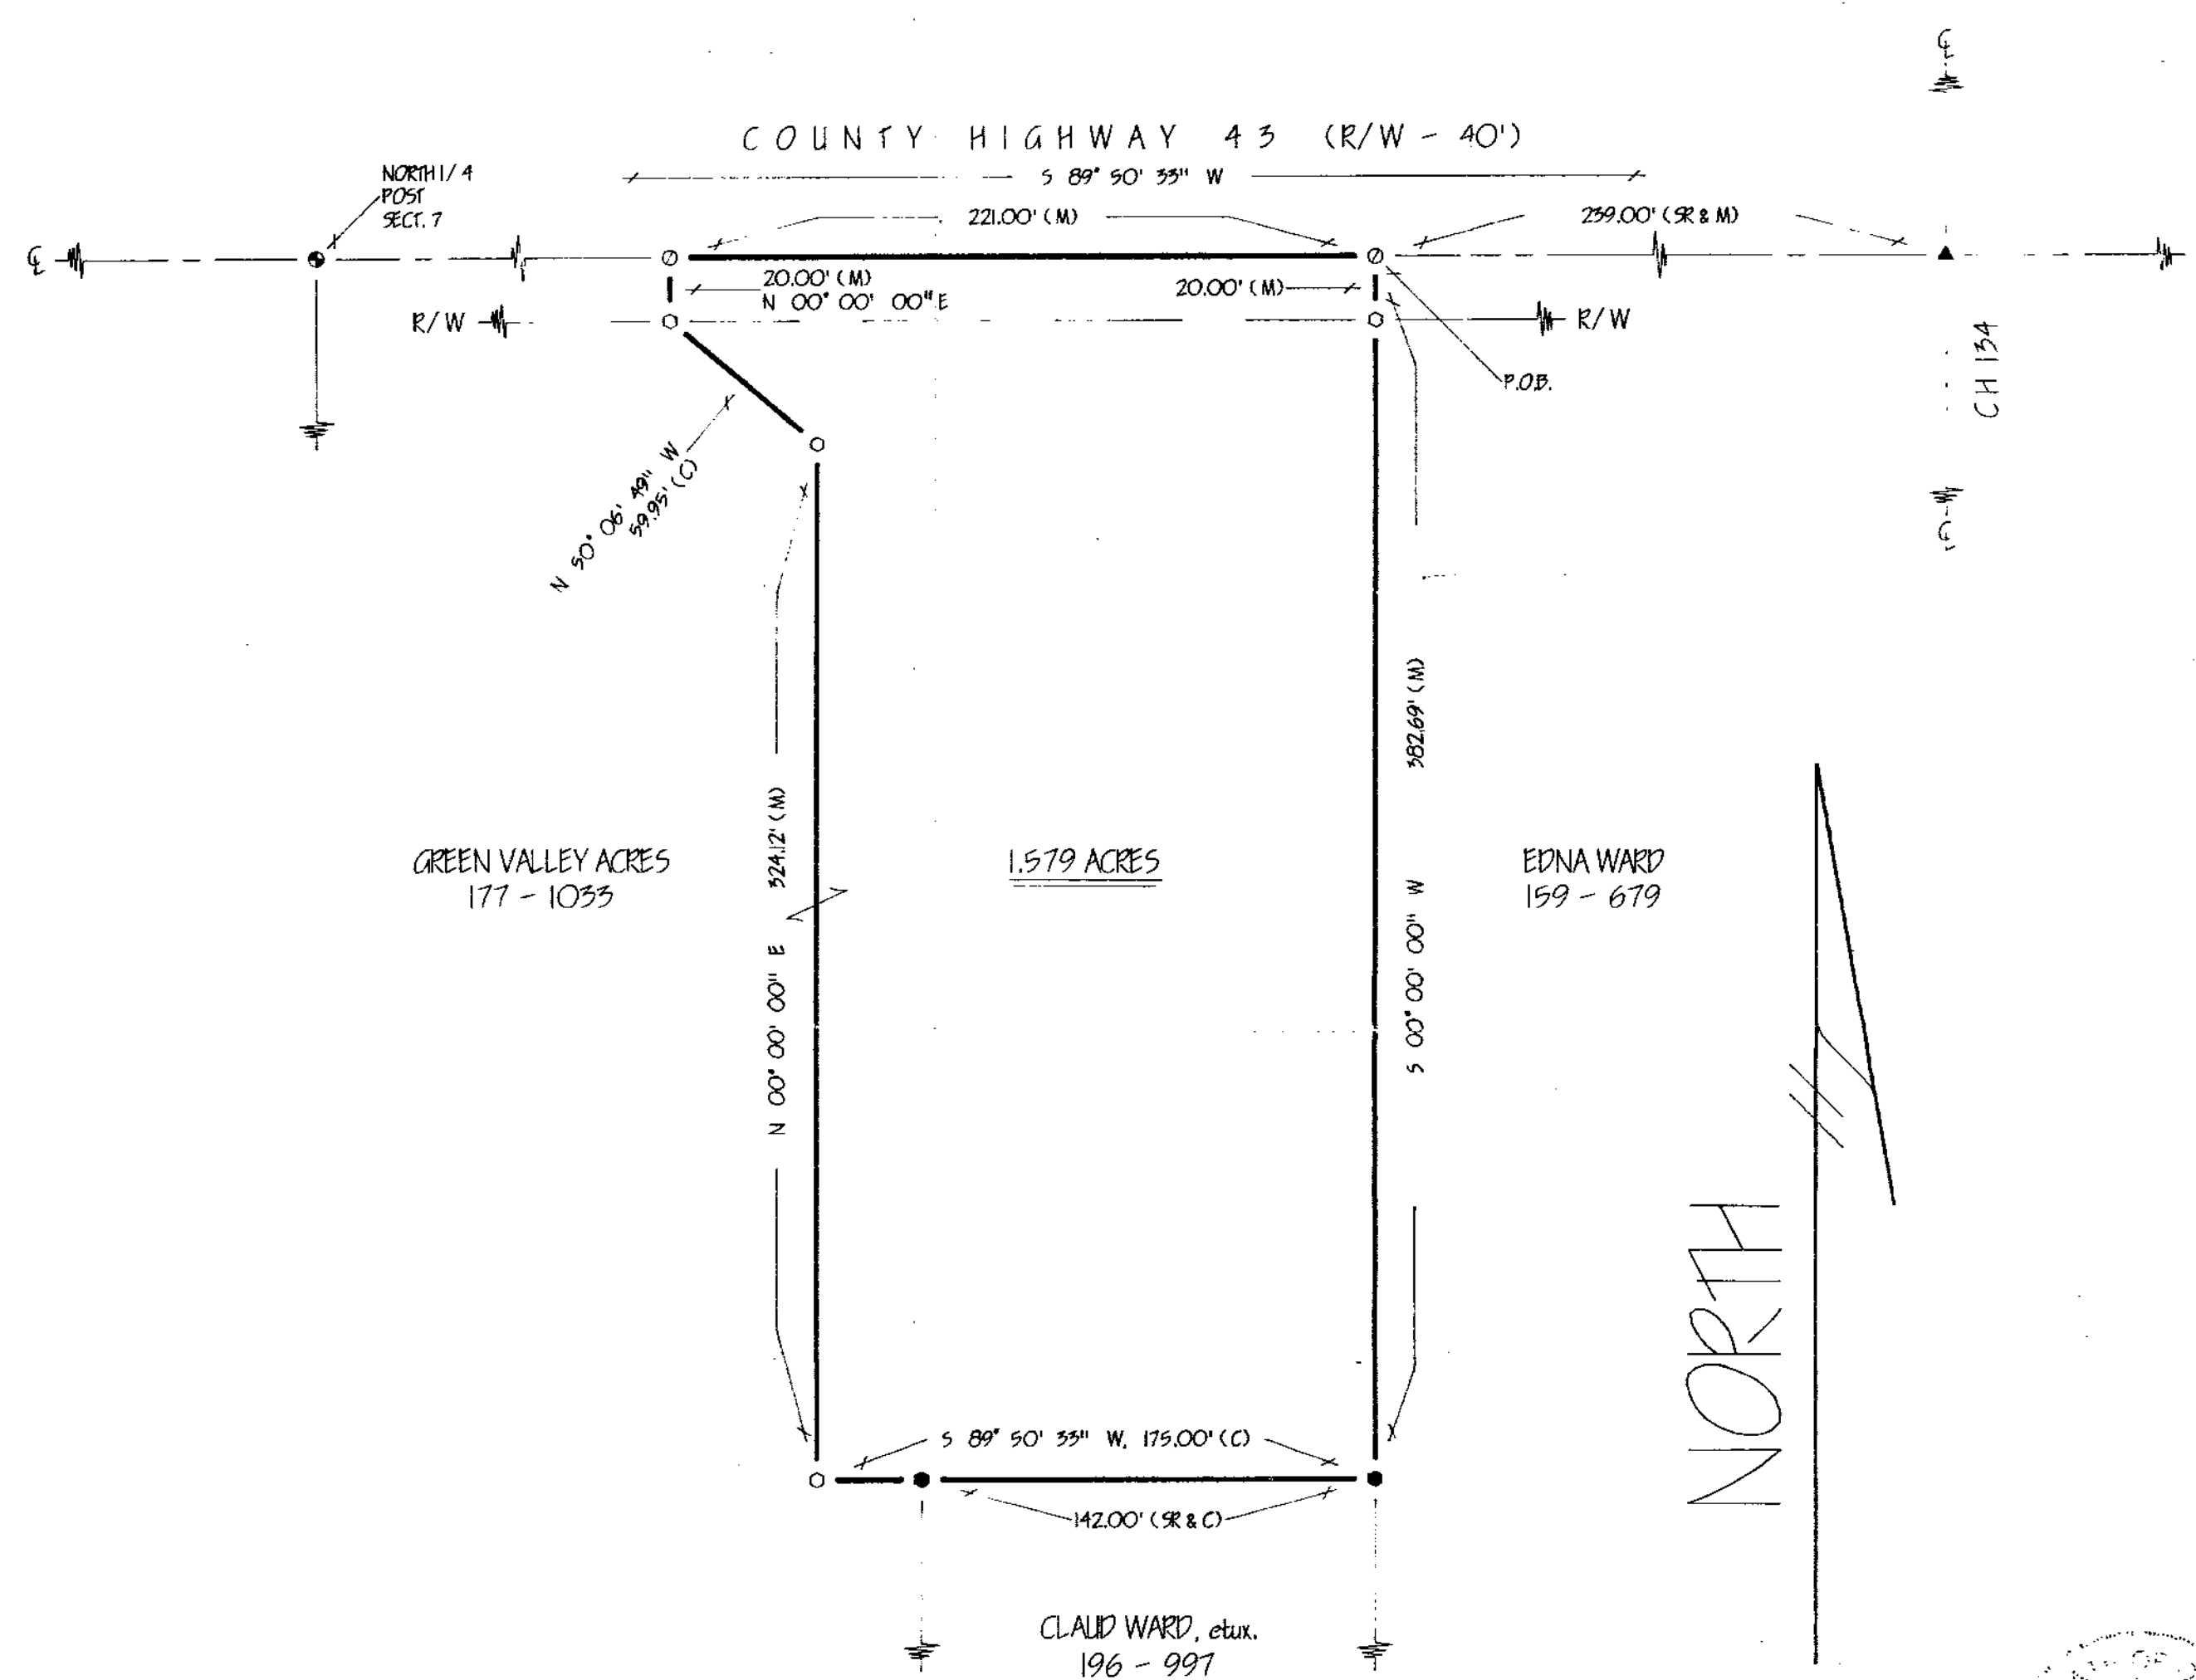 ℄
COUNTY HIGHWAY 43 (R/W - 40')
NORTH 1/4
POST
SECT. 7
S 89° 50' 33" W
221.00' (M)
239.00' (SR & M)
℄
20.00' (M)
N 00° 00' 00" E
20.00' (M)
R/W
R/W
P.O.B.
CH 134
N 50° 06' 49" W
59.95' (C)
℄
382.69' (M)
324.12' (M)
GREEN VALLEY ACRES
177 - 1033
1.579 ACRES
EDNA WARD
159 - 679
N 00° 00' 00" E
S 00° 00' 00" W
NORTH
S 89° 50' 33" W, 175.00' (C)
142.00' (SR & C)
CLAUD WARD, etux.
196 - 997